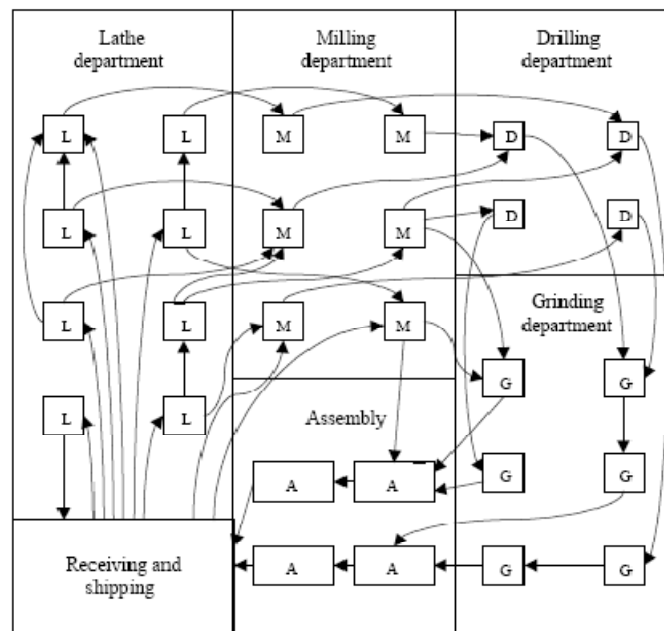 Lathe
department
Milling
department
Drilling
department
L L M M D D
L L M M D D
L L M M
Grinding
department
G G
L L
Assembly
A A G G
Receiving and
shipping
A A G G